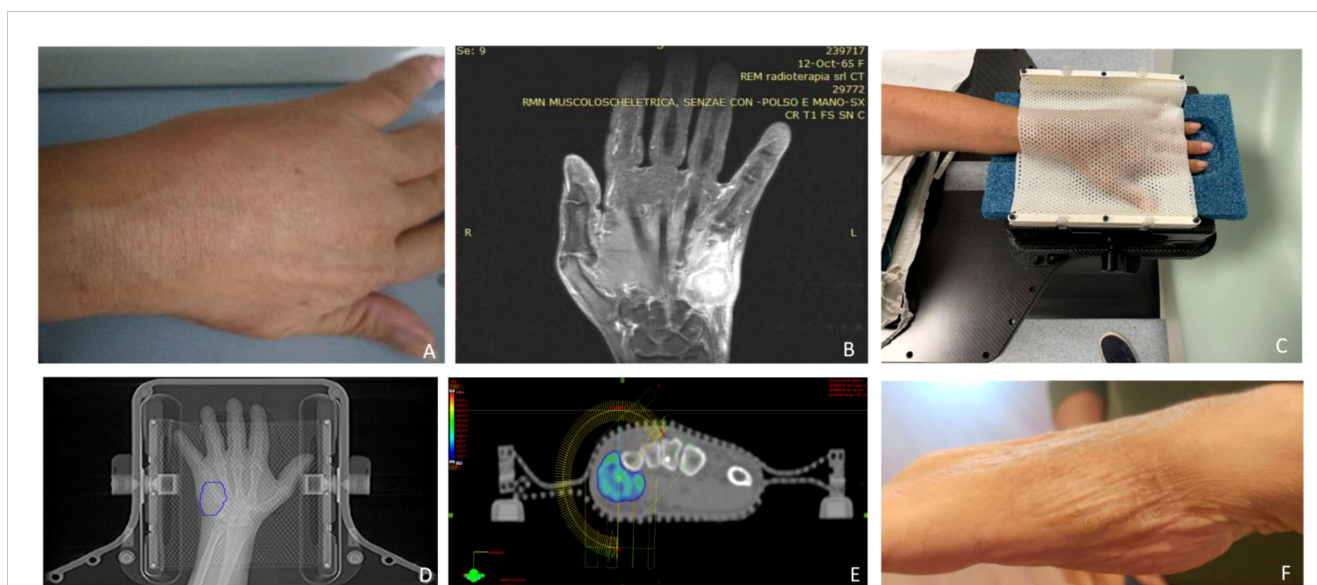 Se: 9
239717
12-Oct-65 F
REM radioterapia srl CT
29772
RMN MUSCOLOSCHELETRICA, SENZAE CON -POLSO E MANO-SX
CR T1 FS SN C
R
L
A
B
C
D
E
F